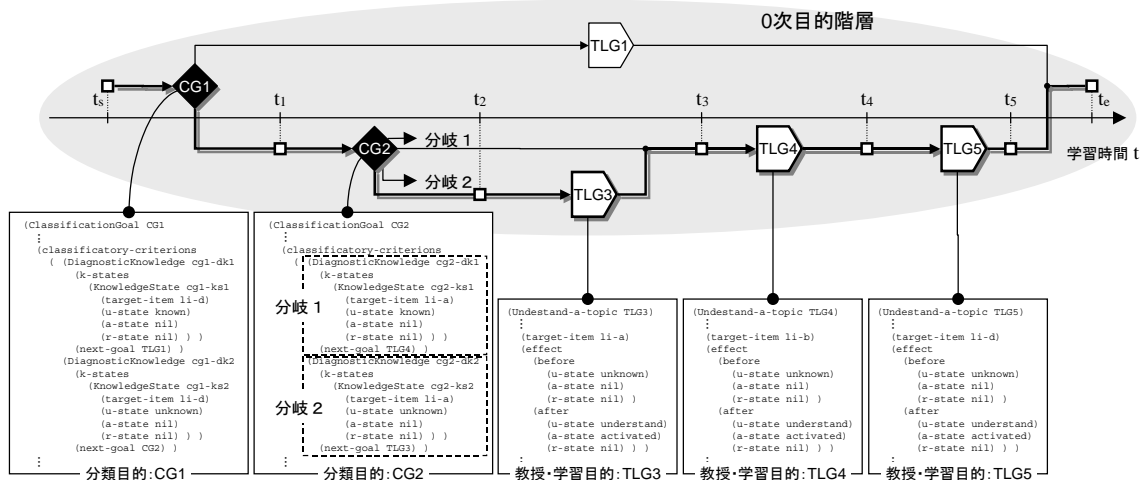 0次目的階層
TLG1
CG1
ts
t1
t2
t3
t4
t5
te
学習時間 t
CG2
分岐 1
分岐 2
TLG3
TLG4
TLG5
(ClassificationGoal CG1
:
(classificatory-criterions
( (DiagnosticKnowledge cg1-dk1
(k-states
(KnowledgeState cg1-ks1
(target-item li-d)
(u-state known)
(a-state nil)
(r-state nil) ) )
(next-goal TLG1) )
(DiagnosticKnowledge cg1-dk2
(k-states
(KnowledgeState cg1-ks2
(target-item li-d)
(u-state unknown)
(a-state nil)
(r-state nil) ) )
(next-goal CG2) )
:
分類目的:CG1
(ClassificationGoal CG2
:
(classificatory-criterions
( (DiagnosticKnowledge cg2-dk1
(k-states
(KnowledgeState cg2-ks1
(target-item li-a)
(u-state known)
(a-state nil)
(r-state nil) ) )
(next-goal TLG4) )
分岐 1
(DiagnosticKnowledge cg2-dk2
(k-states
(KnowledgeState cg2-ks2
(target-item li-a)
(u-state unknown)
(a-state nil)
(r-state nil) ) )
(next-goal TLG3) )
分岐 2
:
分類目的:CG2
(Undestand-a-topic TLG3)
:
(target-item li-a)
(effect
(before
(u-state unknown)
(a-state nil)
(r-state nil) )
(after
(u-state understand)
(a-state activated)
(r-state nil) ) )
:
教授・学習目的:TLG3
(Undestand-a-topic TLG4)
:
(target-item li-b)
(effect
(before
(u-state unknown)
(a-state nil)
(r-state nil) )
(after
(u-state understand)
(a-state activated)
(r-state nil) ) )
:
教授・学習目的:TLG4
(Undestand-a-topic TLG5)
:
(target-item li-d)
(effect
(before
(u-state unknown)
(a-state nil)
(r-state nil) )
(after
(u-state understand)
(a-state activated)
(r-state nil) ) )
:
教授・学習目的:TLG5